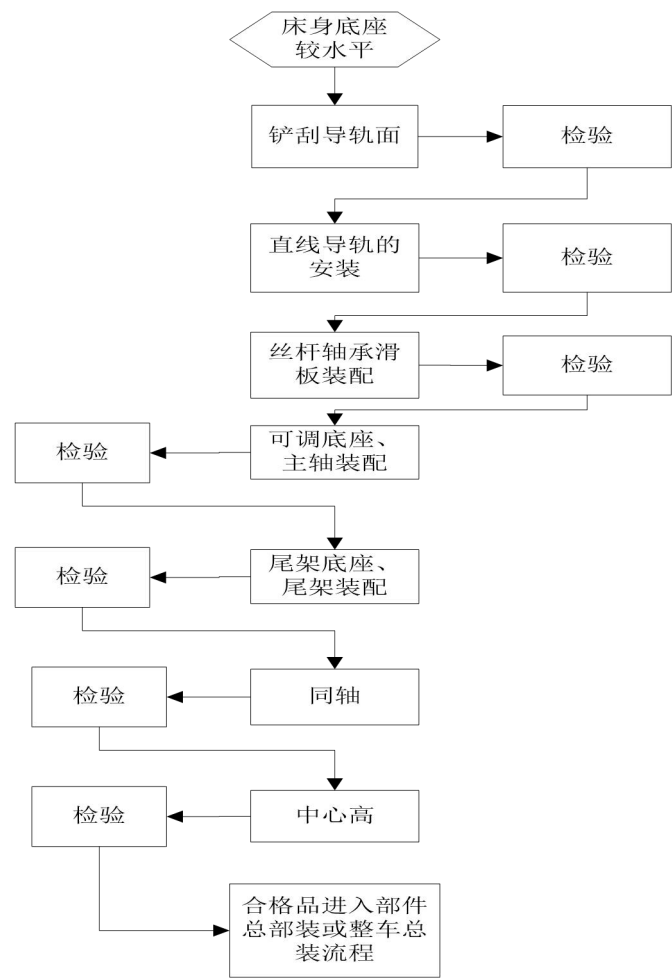 床身底座
较水平
铲刮导轨面
检验
直线导轨的
安装
检验
丝杆轴承滑
板装配
检验
可调底座、
主轴装配
检验
尾架底座、
尾架装配
检验
同轴
检验
中心高
检验
合格品进入部件
总部装或整车总
装流程